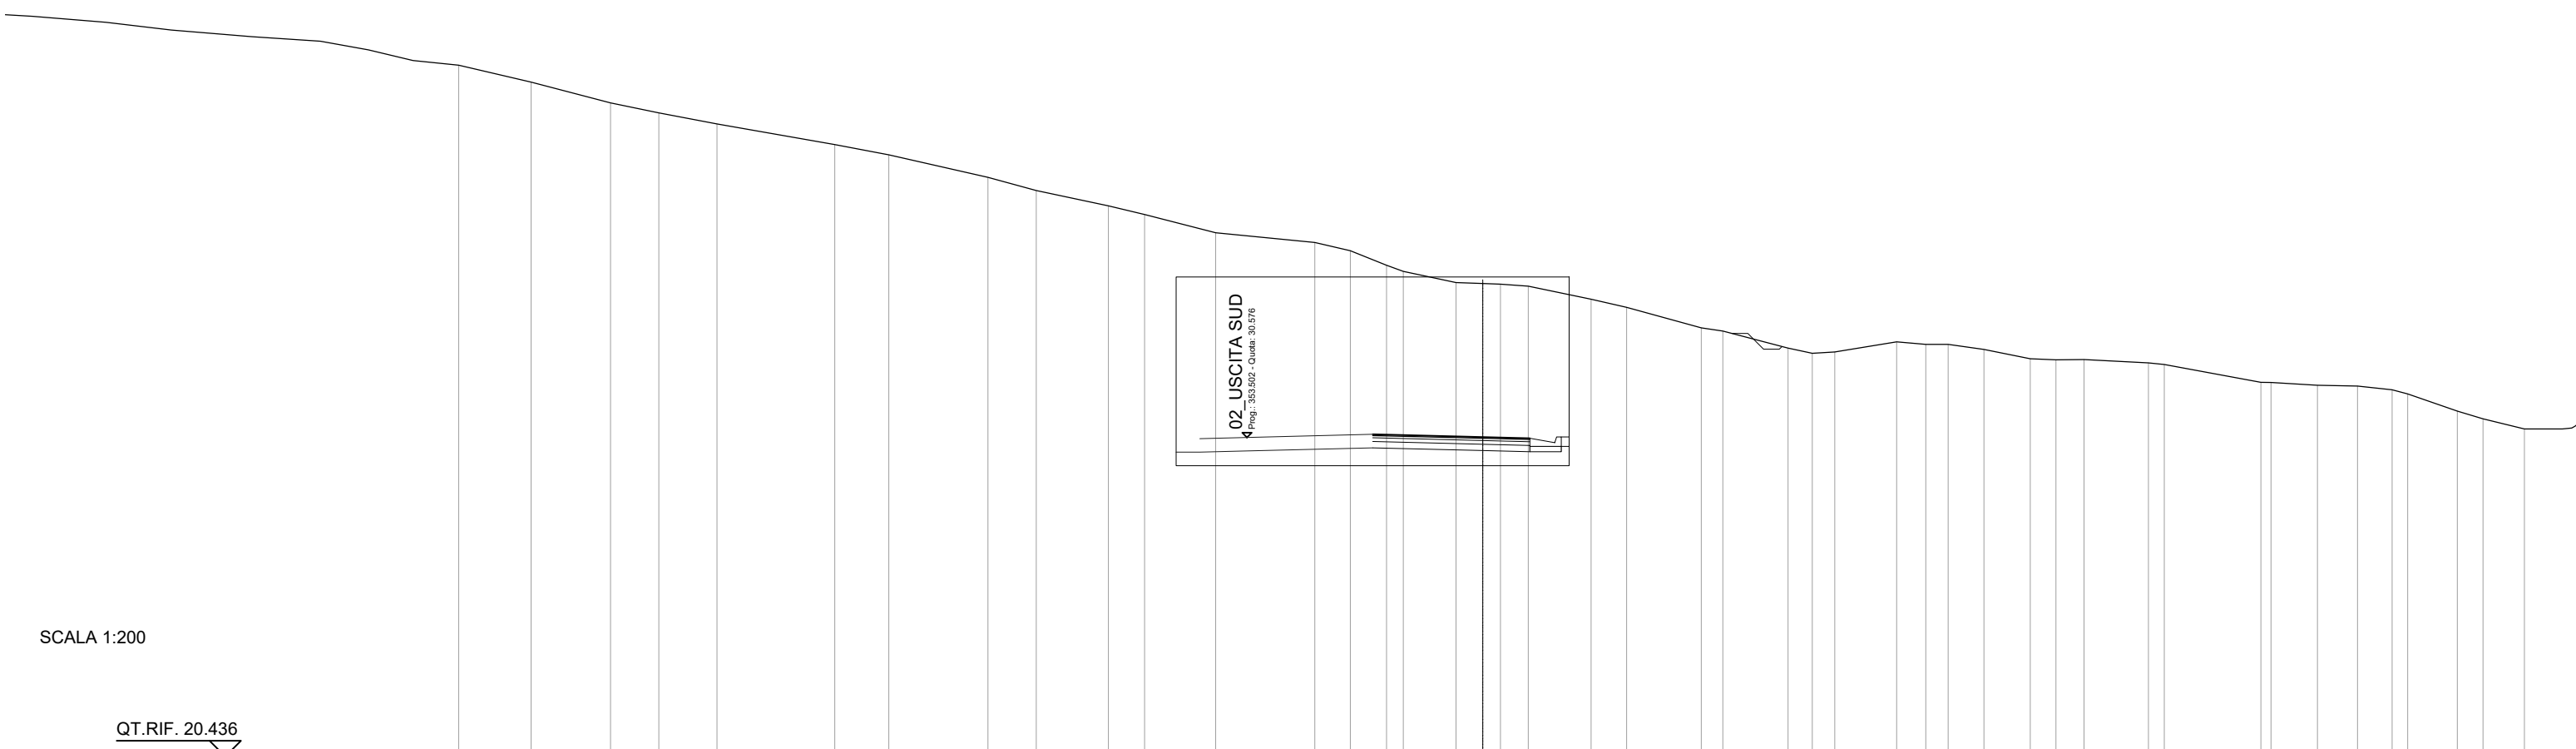 02_USCITA SUD
Prog.: 353.502 - Quota: 30.576
SCALA 1:200
QT.RIF. 20.436